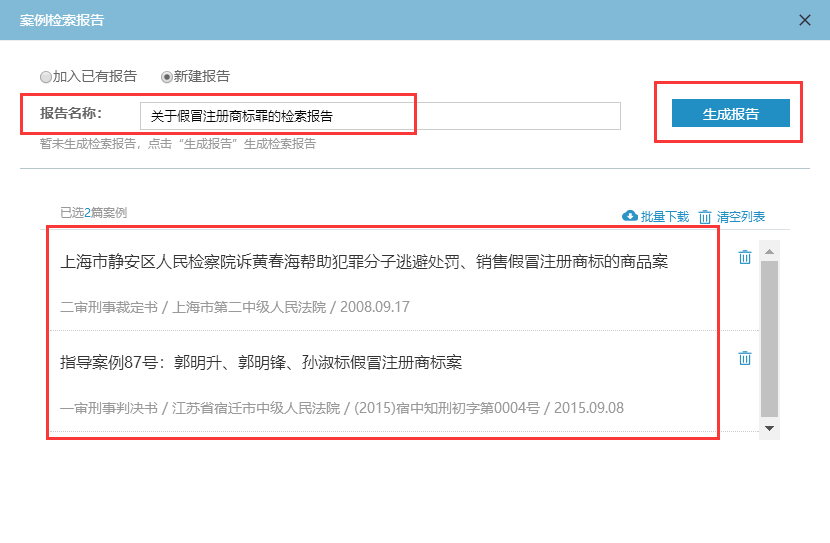 案例检索报告
加入已有报告 新建报告
报告名称： 关于假冒注册商标罪的检索报告 生成报告
暂未生成检索报告，点击“生成报告”生成检索报告
已选2篇案例 批量下载 清空列表
上海市静安区人民检察院诉黄春海帮助犯罪分子逃避处罚、销售假冒注册商标的商品案
二审刑事裁定书 / 上海市第二中级人民法院 / 2008.09.17
指导案例87号：郭明升、郭明锋、孙淑标假冒注册商标案
一审刑事判决书 / 江苏省宿迁市中级人民法院 / (2015)宿中知刑初字第0004号 / 2015.09.08